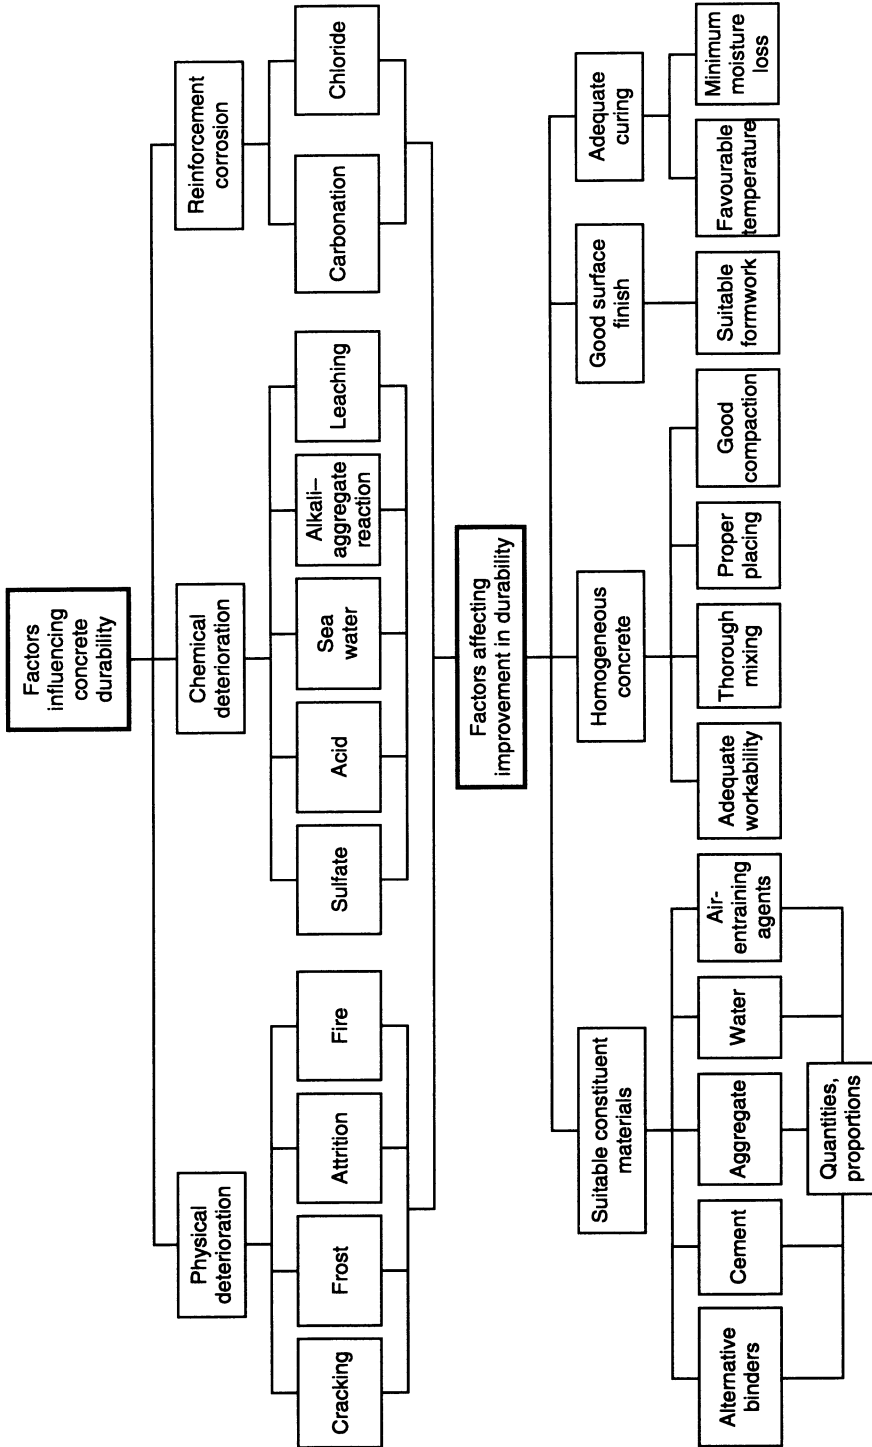 Factors
influencing
concrete
durability
Physical
deterioration
Chemical
deterioration
Reinforcement
corrosion
Cracking
Frost
Attrition
Fire
Sulfate
Acid
Sea
water
Alkali–
aggregate
reaction
Leaching
Carbonation
Chloride
Factors affecting
improvement in durability
Suitable constituent
materials
Homogeneous
concrete
Good surface
finish
Adequate
curing
Alternative
binders
Cement
Aggregate
Water
Air-
entraining
agents
Adequate
workability
Thorough
mixing
Proper
placing
Good
compaction
Suitable
formwork
Favourable
temperature
Minimum
moisture
loss
Quantities,
proportions